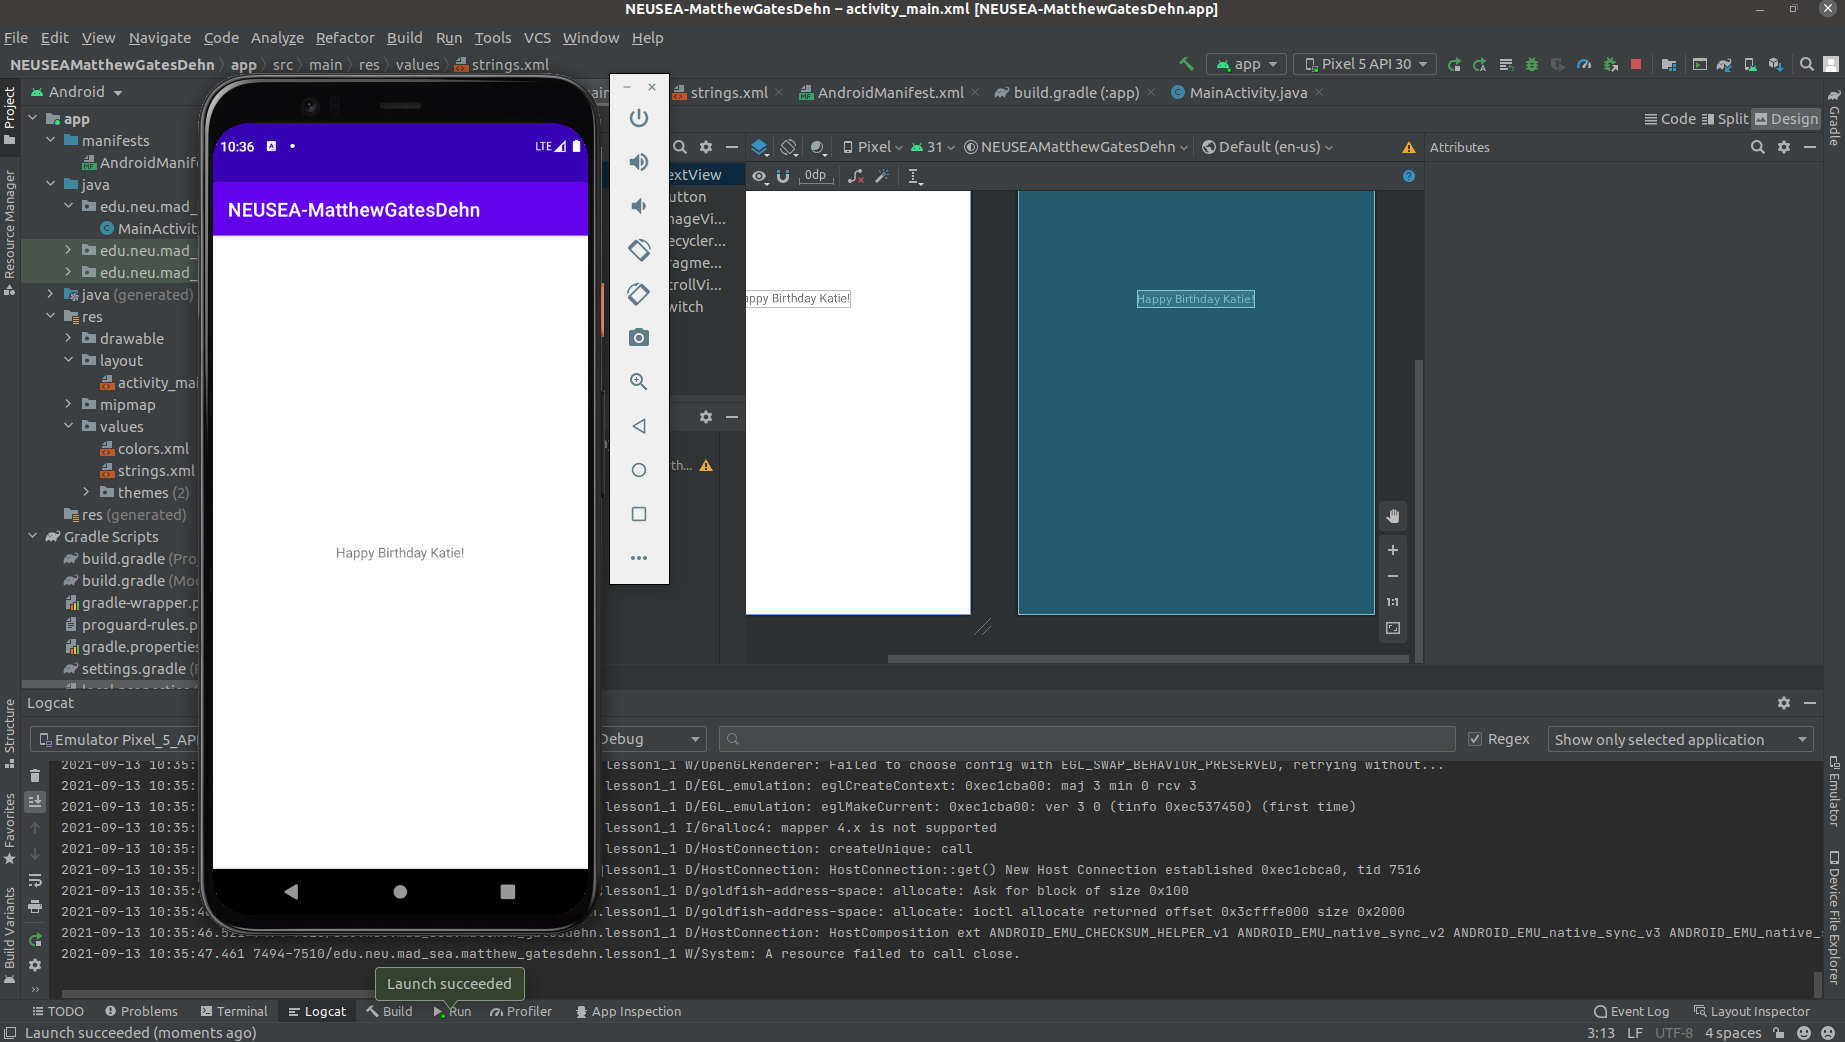 NEUSEA-MatthewGatesDehn – activity_main.xml [NEUSEA-MatthewGatesDehn.app]
File Edit View Navigate Code Analyze Refactor Build Run Tools VCS Window Help
NEUSEAMatthewGatesDehn app src main res values strings.xml
app Pixel 5 API 30
Project
Resource Manager
Structure
Favorites
Build Variants
Android
app
manifests
AndroidManif
java
edu.neu.mad_
MainActivit
edu.neu.mad_
edu.neu.mad_
java (generated)
res
drawable
layout
activity_mai
mipmap
values
colors.xml
strings.xml
themes (2)
res (generated)
Gradle Scripts
build.gradle (Pro
build.gradle (Mod
gradle-wrapper.p
proguard-rules.p
gradle.properties
settings.gradle
10:36 LTE
NEUSEA-MatthewGatesDehn
Happy Birthday Katie!
strings.xml AndroidManifest.xml build.gradle (:app) MainActivity.java
Code Split Design
Pixel 31 NEUSEAMatthewGatesDehn Default (en-us)
0dp
extView
utton
nageVi...
ecycler...
ragme...
crollVi...
witch
th...
appy Birthday Katie!
Happy Birthday Katie!
1:1
Attributes
Gradle
Emulator
Device File Explorer
Logcat
Emulator Pixel_5_API Debug Regex Show only selected application
2021-09-13 10:35: lesson1_1 W/OpenGLRenderer: Failed to choose config with EGL_SWAP_BEHAVIOR_PRESERVED, retrying without...
2021-09-13 10:35: lesson1_1 D/EGL_emulation: eglCreateContext: 0xec1cba00: maj 3 min 0 rcv 3
2021-09-13 10:35: lesson1_1 D/EGL_emulation: eglMakeCurrent: 0xec1cba00: ver 3 0 (tinfo 0xec537450) (first time)
2021-09-13 10:35: lesson1_1 I/Gralloc4: mapper 4.x is not supported
2021-09-13 10:35: lesson1_1 D/HostConnection: createUnique: call
2021-09-13 10:35: lesson1_1 D/HostConnection: HostConnection::get() New Host Connection established 0xec1cbca0, tid 7516
2021-09-13 10:35: lesson1_1 D/goldfish-address-space: allocate: Ask for block of size 0x100
2021-09-13 10:35:4 lesson1_1 D/goldfish-address-space: allocate: ioctl allocate returned offset 0x3cfffe000 size 0x2000
2021-09-13 10:35:46.52 .lesson1_1 D/HostConnection: HostComposition ext ANDROID_EMU_CHECKSUM_HELPER_v1 ANDROID_EMU_native_sync_v2 ANDROID_EMU_native_sync_v3 ANDROID_EMU_native_s
2021-09-13 10:35:47.461 7494-7510/edu.neu.mad_sea.matthew_gatesdehn.lesson1_1 W/System: A resource failed to call close.
Launch succeeded
TODO Problems Terminal Logcat Build Run Profiler App Inspection Event Log Layout Inspector
Launch succeeded (moments ago) 3:13 LF UTF-8 4 spaces